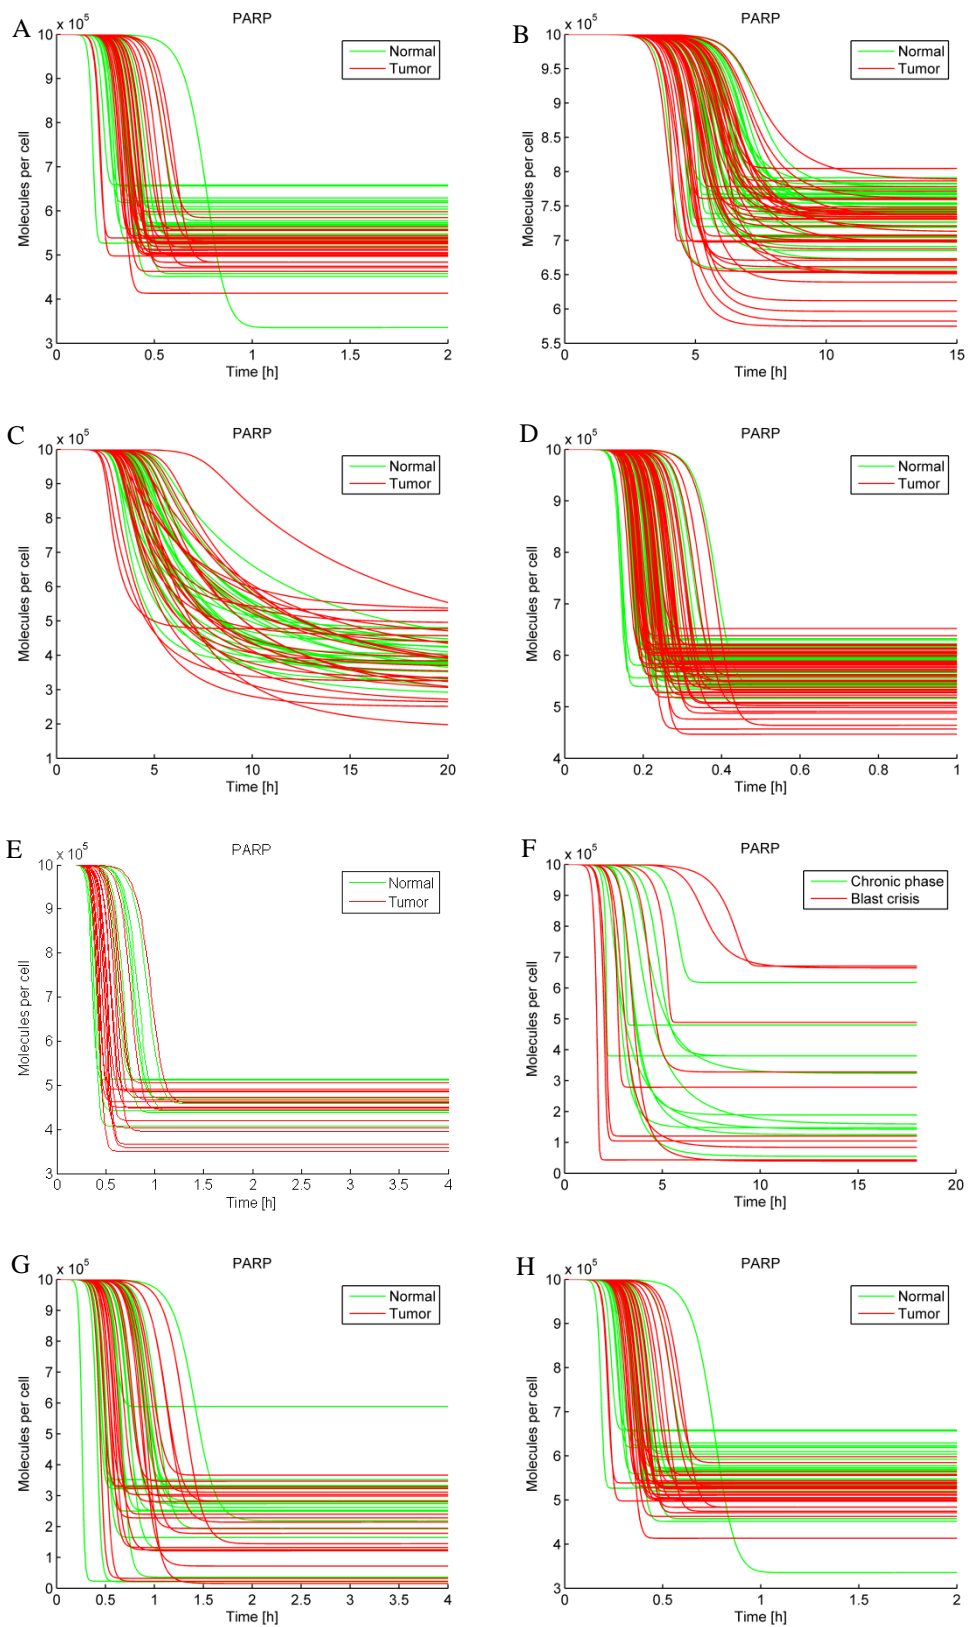 A
PARP
x 10^5
Normal
Tumor
10
9
8
7
6
5
4
3
Molecules per cell
0
0.5
1
1.5
2
Time [h]
B
PARP
x 10^5
Normal
Tumor
10
9.5
9
8.5
8
7.5
7
6.5
6
5.5
Molecules per cell
0
5
10
15
Time [h]
C
PARP
x 10^5
Normal
Tumor
10
9
8
7
6
5
4
3
2
1
Molecules per cell
0
5
10
15
20
Time [h]
D
PARP
x 10^5
Normal
Tumor
10
9
8
7
6
5
4
Molecules per cell
0
0.2
0.4
0.6
0.8
1
Time [h]
E
PARP
x 10^5
Normal
Tumor
10
9
8
7
6
5
4
3
Molecules per cell
0
0.5
1
1.5
2
2.5
3
3.5
4
Time [h]
F
PARP
x 10^5
Chronic phase
Blast crisis
10
9
8
7
6
5
4
3
2
1
0
Molecules per cell
0
5
10
15
20
Time [h]
G
PARP
x 10^5
Normal
Tumor
10
9
8
7
6
5
4
3
2
1
0
Molecules per cell
0
0.5
1
1.5
2
2.5
3
3.5
4
Time [h]
H
PARP
x 10^5
Normal
Tumor
10
9
8
7
6
5
4
3
Molecules per cell
0
0.5
1
1.5
2
Time [h]